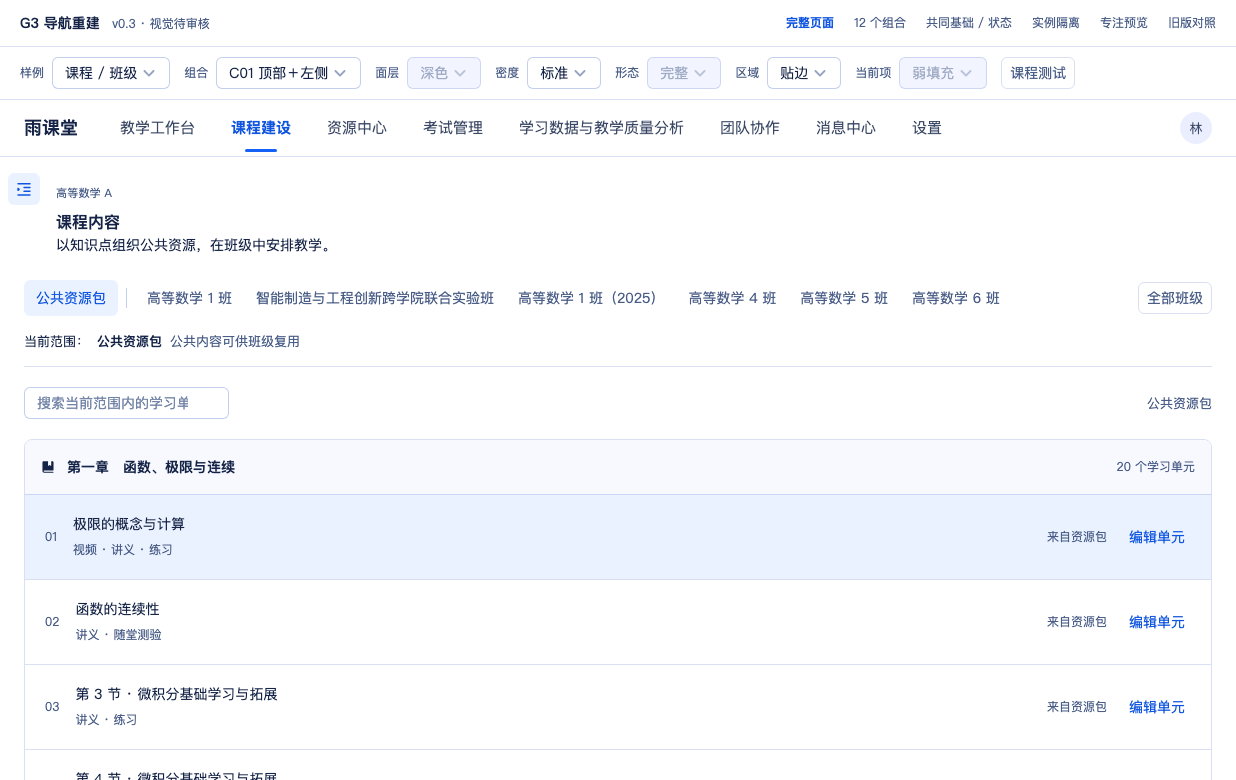 G3 导航重建 v0.3 · 视觉待审核 完整页面 12 个组合 共同基础 / 状态 实例隔离 专注预览 旧版对照
样例 课程 / 班级 组合 C01 顶部＋左侧 面层 深色 密度 标准 形态 完整 区域 贴边 当前项 弱填充 课程测试
雨课堂 教学工作台 课程建设 资源中心 考试管理 学习数据与教学质量分析 团队协作 消息中心 设置 林
高等数学 A
课程内容
以知识点组织公共资源，在班级中安排教学。
公共资源包 高等数学 1 班 智能制造与工程创新跨学院联合实验班 高等数学 1 班（2025） 高等数学 4 班 高等数学 5 班 高等数学 6 班 全部班级
当前范围： 公共资源包 公共内容可供班级复用
搜索当前范围内的学习单 公共资源包
第一章 函数、极限与连续 20 个学习单元
01 极限的概念与计算 来自资源包 编辑单元
视频 · 讲义 · 练习
02 函数的连续性 来自资源包 编辑单元
讲义 · 随堂测验
03 第 3 节 · 微积分基础学习与拓展 来自资源包 编辑单元
讲义 · 练习
第 4 节 · 微积分基础学习与拓展